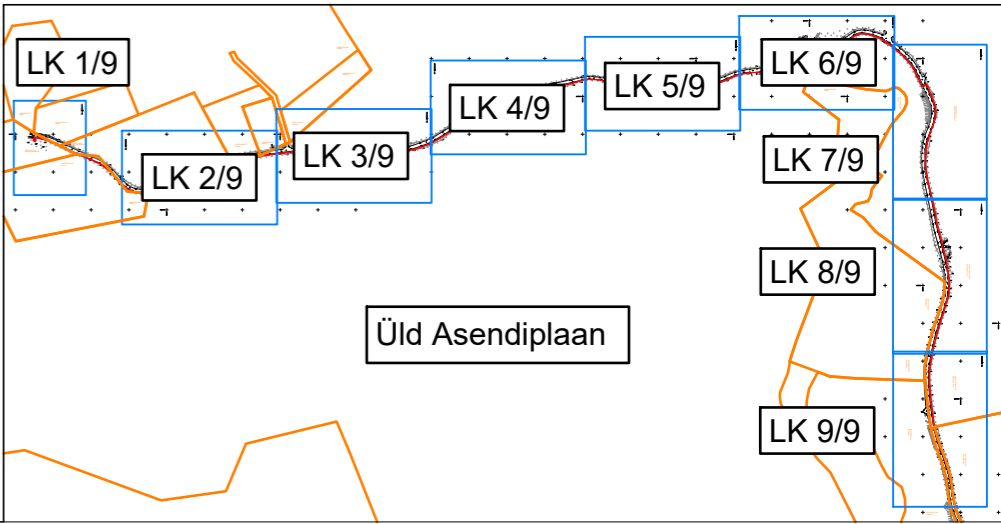 LK 1/9
LK 2/9
LK 3/9
LK 4/9
LK 5/9
LK 6/9
LK 7/9
LK 8/9
LK 9/9
Üld Asendiplaan